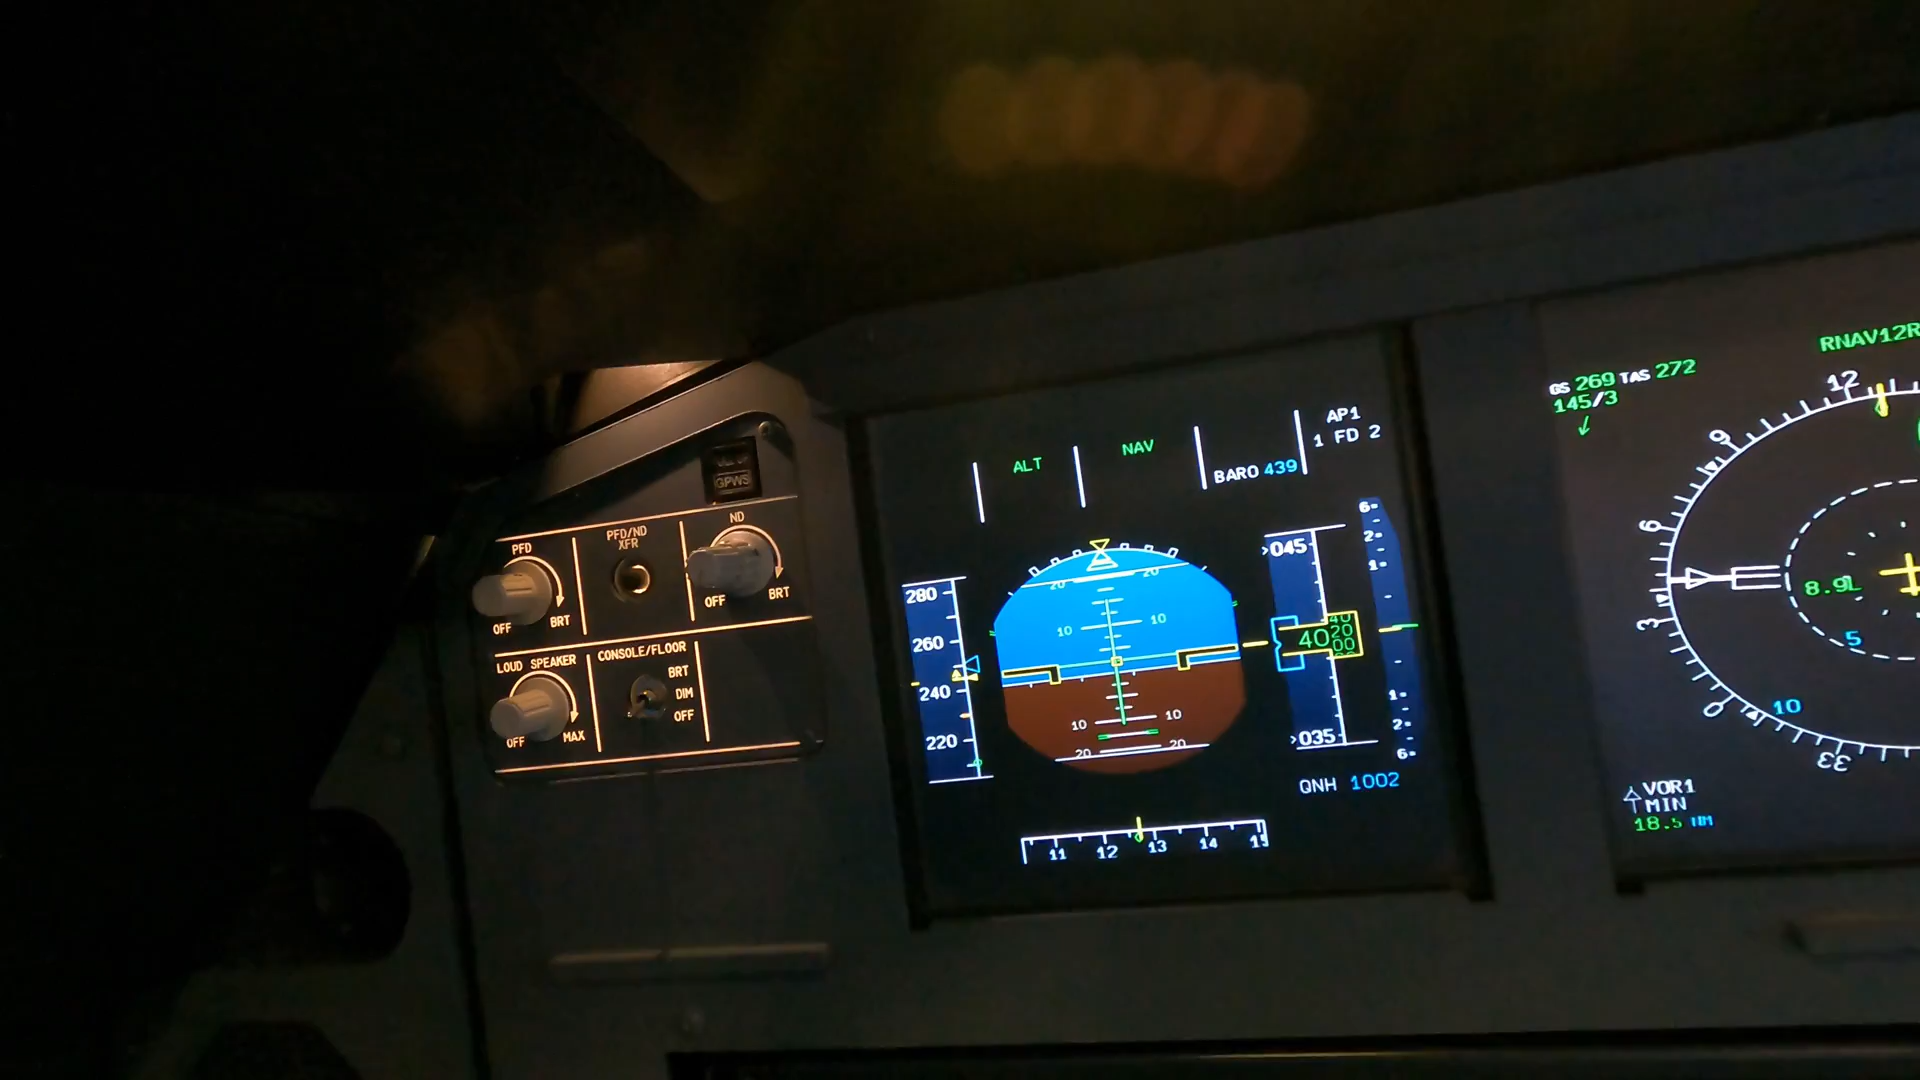 GPWS
PFD
OFF
BRT
PFD/ND
XFR
ND
OFF
BRT
LOUD SPEAKER
OFF
MAX
CONSOLE/FLOOR
BRT
DIM
OFF
ALT
NAV
BARO 439
AP1
1 FD 2
280
260
240
220
20 20
10 10
10 10
20 20
045
40
40
20
00
035
6
2
1
1
2
6
QNH 1002
11 12 13 14 15
GS 269 TAS 272
145/3
RNAV12R
12
9
6
3
0
33
8.9L
5
10
VOR1
MIN
18.5 NM